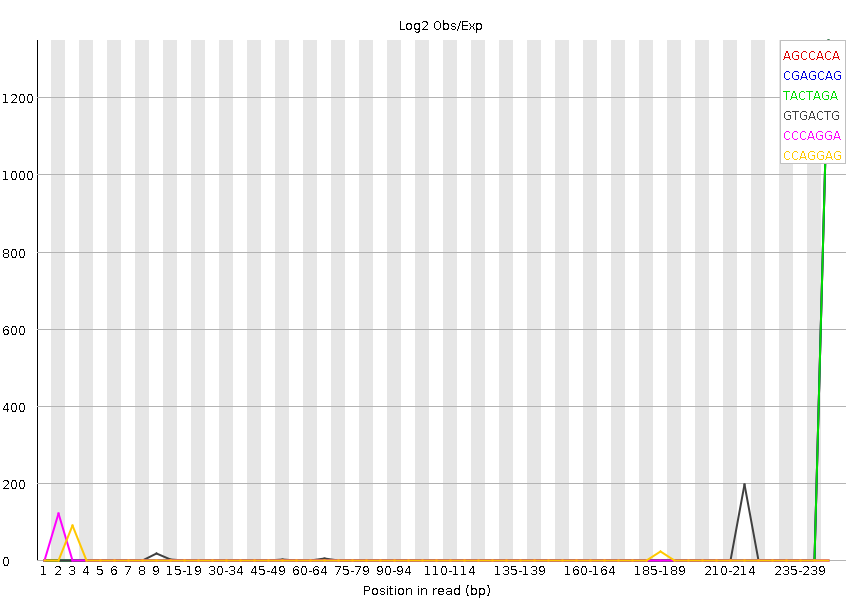 Log2 Obs/Exp
AGCCACA
CGAGCAG
TACTAGA
GTGACTG
CCCAGGA
CCAGGAG
1200
1000
800
600
400
200
0
1 2 3 4 5 6 7 8 9 15-19 30-34 45-49 60-64 75-79 90-94 110-114 135-139 160-164 185-189 210-214 235-239
Position in read (bp)